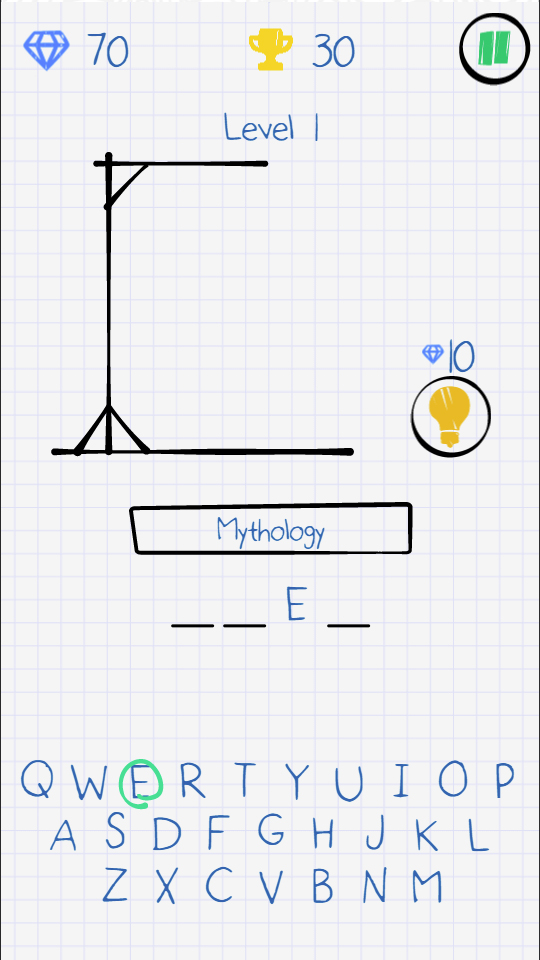 70 30
Level 1
10
Mythology
_ _ E _
Q W E R T Y U I O P
A S D F G H J K L
Z X C V B N M